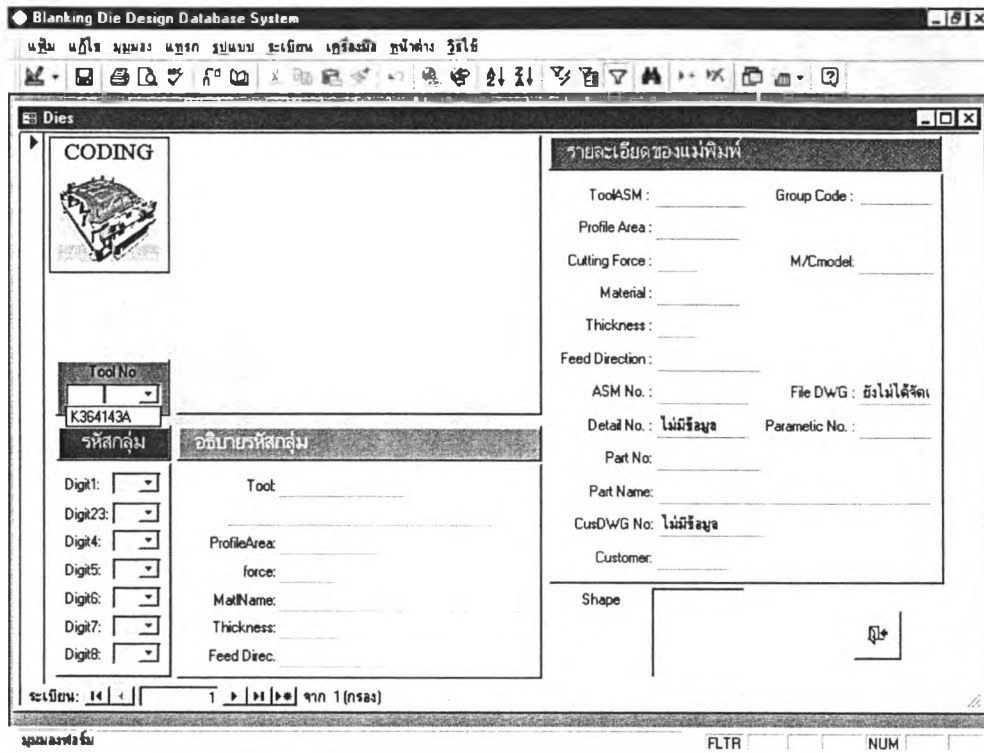 Blanking Die Design Database System
แฟ้ม แก้ไข มุมมอง แทรก รูปแบบ ระเบียน เครื่องมือ หน้าต่าง วิธีใช้
Dies
CODING
Tool No
K364143A
รหัสกลุ่ม
Digit1:
Digit23:
Digit4:
Digit5:
Digit6:
Digit7:
Digit8:
อธิบายรหัสกลุ่ม
Tool:
ProfileArea:
force:
MatlName:
Thickness:
Feed Direc.
รายละเอียดของแม่พิมพ์
ToolASM :
Group Code :
Profile Area :
Cutting Force :
M/Cmodel:
Material :
Thickness :
Feed Direction :
ASM No. :
File DWG : ยังไม่ได้จัดเ
Detail No. : ไม่มีข้อมูล
Parametic No. :
Part No:
Part Name:
CusDWG No: ไม่มีข้อมูล
Customer:
Shape
ระเบียน: 1 จาก 1 (กรอง)
มุมมองฟอร์ม
FLTR
NUM